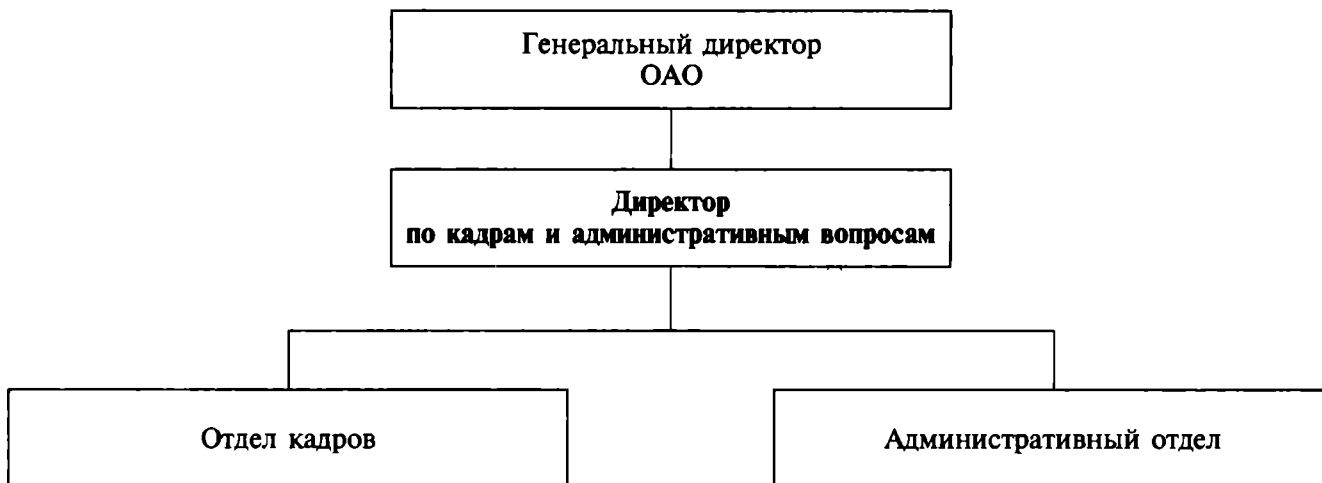 Генеральный директор
ОАО
Директор
по кадрам и административным вопросам
Отдел кадров
Административный отдел